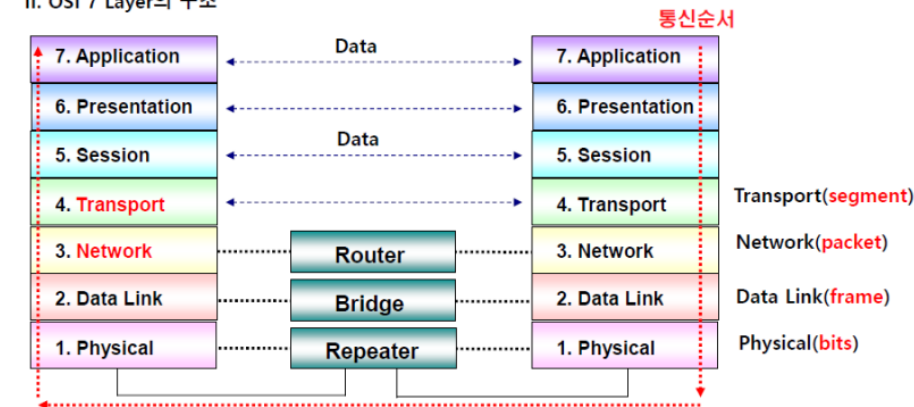 II. OSI 7 Layer의 구조
통신순서
7. Application
Data
7. Application
6. Presentation
6. Presentation
5. Session
Data
5. Session
4. Transport
4. Transport
Transport(segment)
3. Network
Router
3. Network
Network(packet)
2. Data Link
Bridge
2. Data Link
Data Link(frame)
1. Physical
Repeater
1. Physical
Physical(bits)